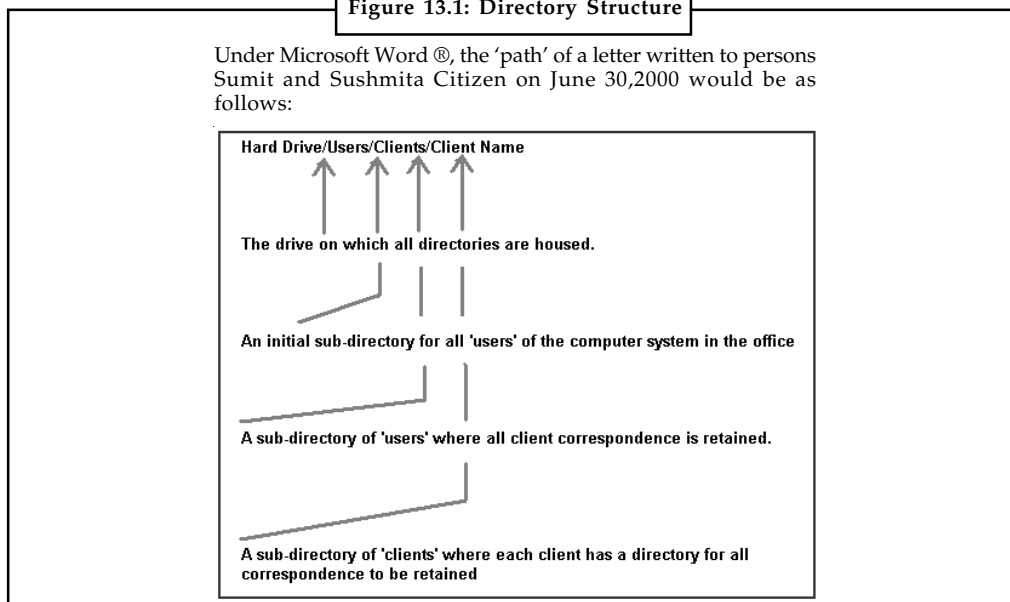 Figure 13.1: Directory Structure
Under Microsoft Word ®, the ‘path’ of a letter written to persons
Sumit and Sushmita Citizen on June 30,2000 would be as
follows:
Hard Drive/Users/Clients/Client Name
The drive on which all directories are housed.
An initial sub-directory for all 'users' of the computer system in the office
A sub-directory of 'users' where all client correspondence is retained.
A sub-directory of 'clients' where each client has a directory for all
correspondence to be retained